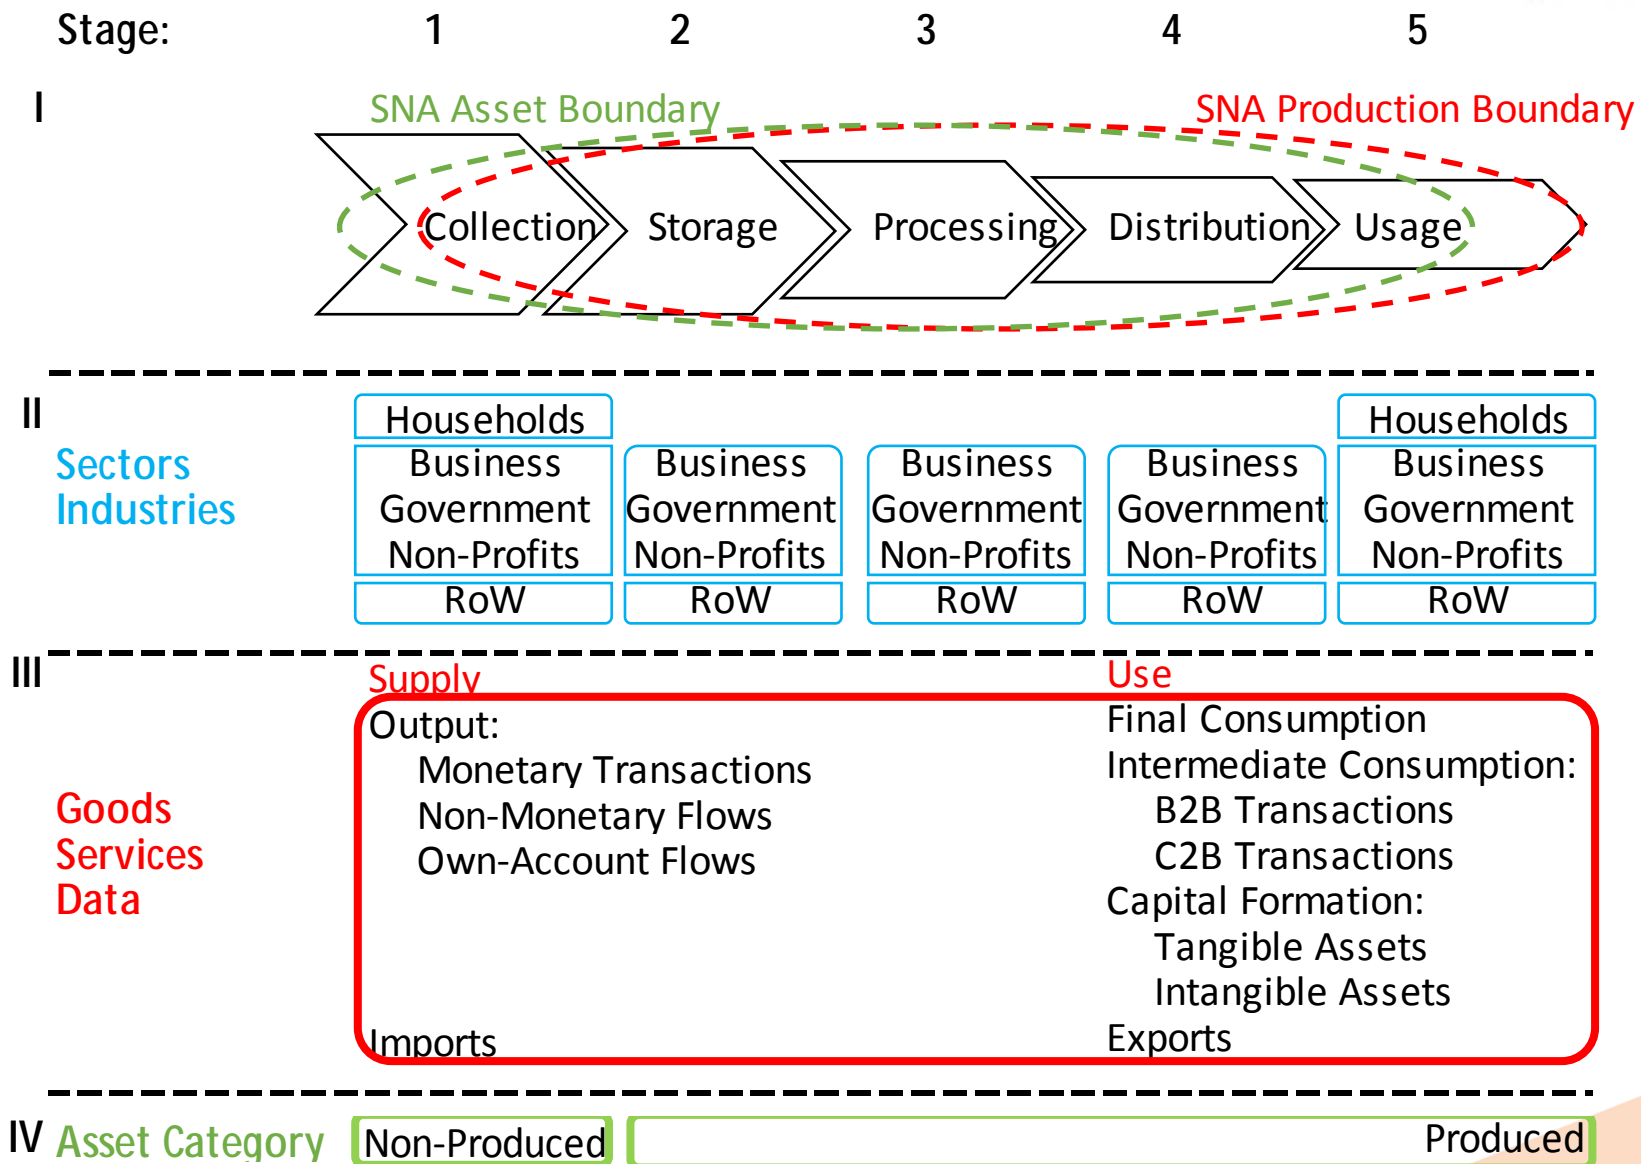 Stage: 1 2 3 4 5
I
SNA Asset Boundary SNA Production Boundary
Collection Storage Processing Distribution Usage
II
Households Households
Sectors Business Business Business Business Business
Industries Government Government Government Government Government
Non-Profits Non-Profits Non-Profits Non-Profits Non-Profits
RoW RoW RoW RoW RoW
III
Supply Use
Output: Final Consumption
Monetary Transactions Intermediate Consumption:
Goods Non-Monetary Flows B2B Transactions
Services Own-Account Flows C2B Transactions
Data Capital Formation:
Tangible Assets
Intangible Assets
Imports Exports
IV Asset Category Non-Produced Produced